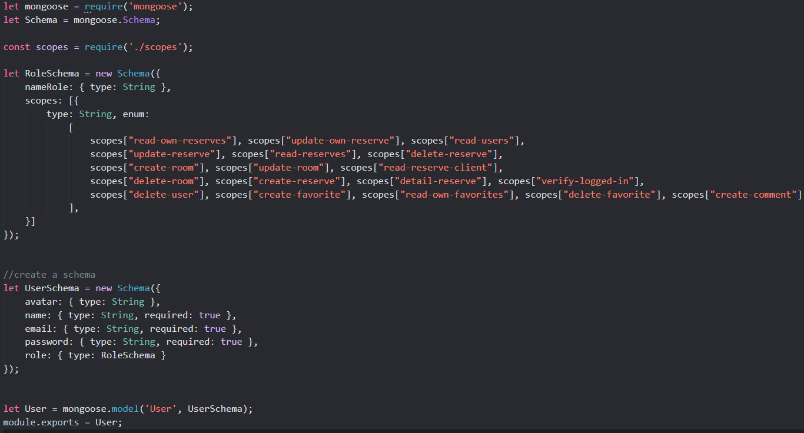 let mongoose = require('mongoose');
let Schema = mongoose.Schema;
const scopes = require('./scopes');
let RoleSchema = new Schema({
nameRole: { type: String },
scopes: [{
type: String, enum:
[
scopes["read-own-reserves"], scopes["update-own-reserve"], scopes["read-users"],
scopes["update-reserve"], scopes["read-reserves"], scopes["delete-reserve"],
scopes["create-room"], scopes["update-room"], scopes["read-reserve-client"],
scopes["delete-room"], scopes["create-reserve"], scopes["detail-reserve"], scopes["verify-logged-in"],
scopes["delete-user"], scopes["create-favorite"], scopes["read-own-favorites"], scopes["delete-favorite"], scopes["create-comment"]
],
}]
});
//create a schema
let UserSchema = new Schema({
avatar: { type: String },
name: { type: String, required: true },
email: { type: String, required: true },
password: { type: String, required: true },
role: { type: RoleSchema }
});
let User = mongoose.model('User', UserSchema);
module.exports = User;